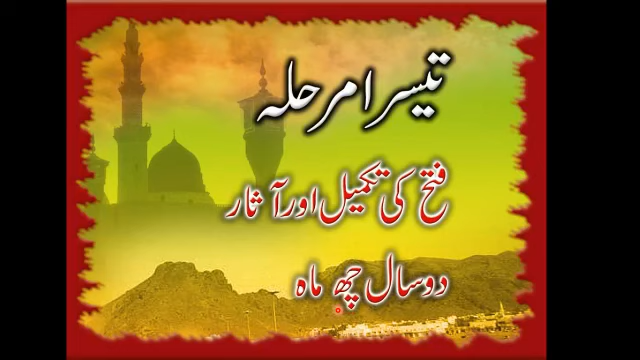 تیسرا مرحلہ
فتح کی تکمیل اور آثار
دو سال چھ ماہ